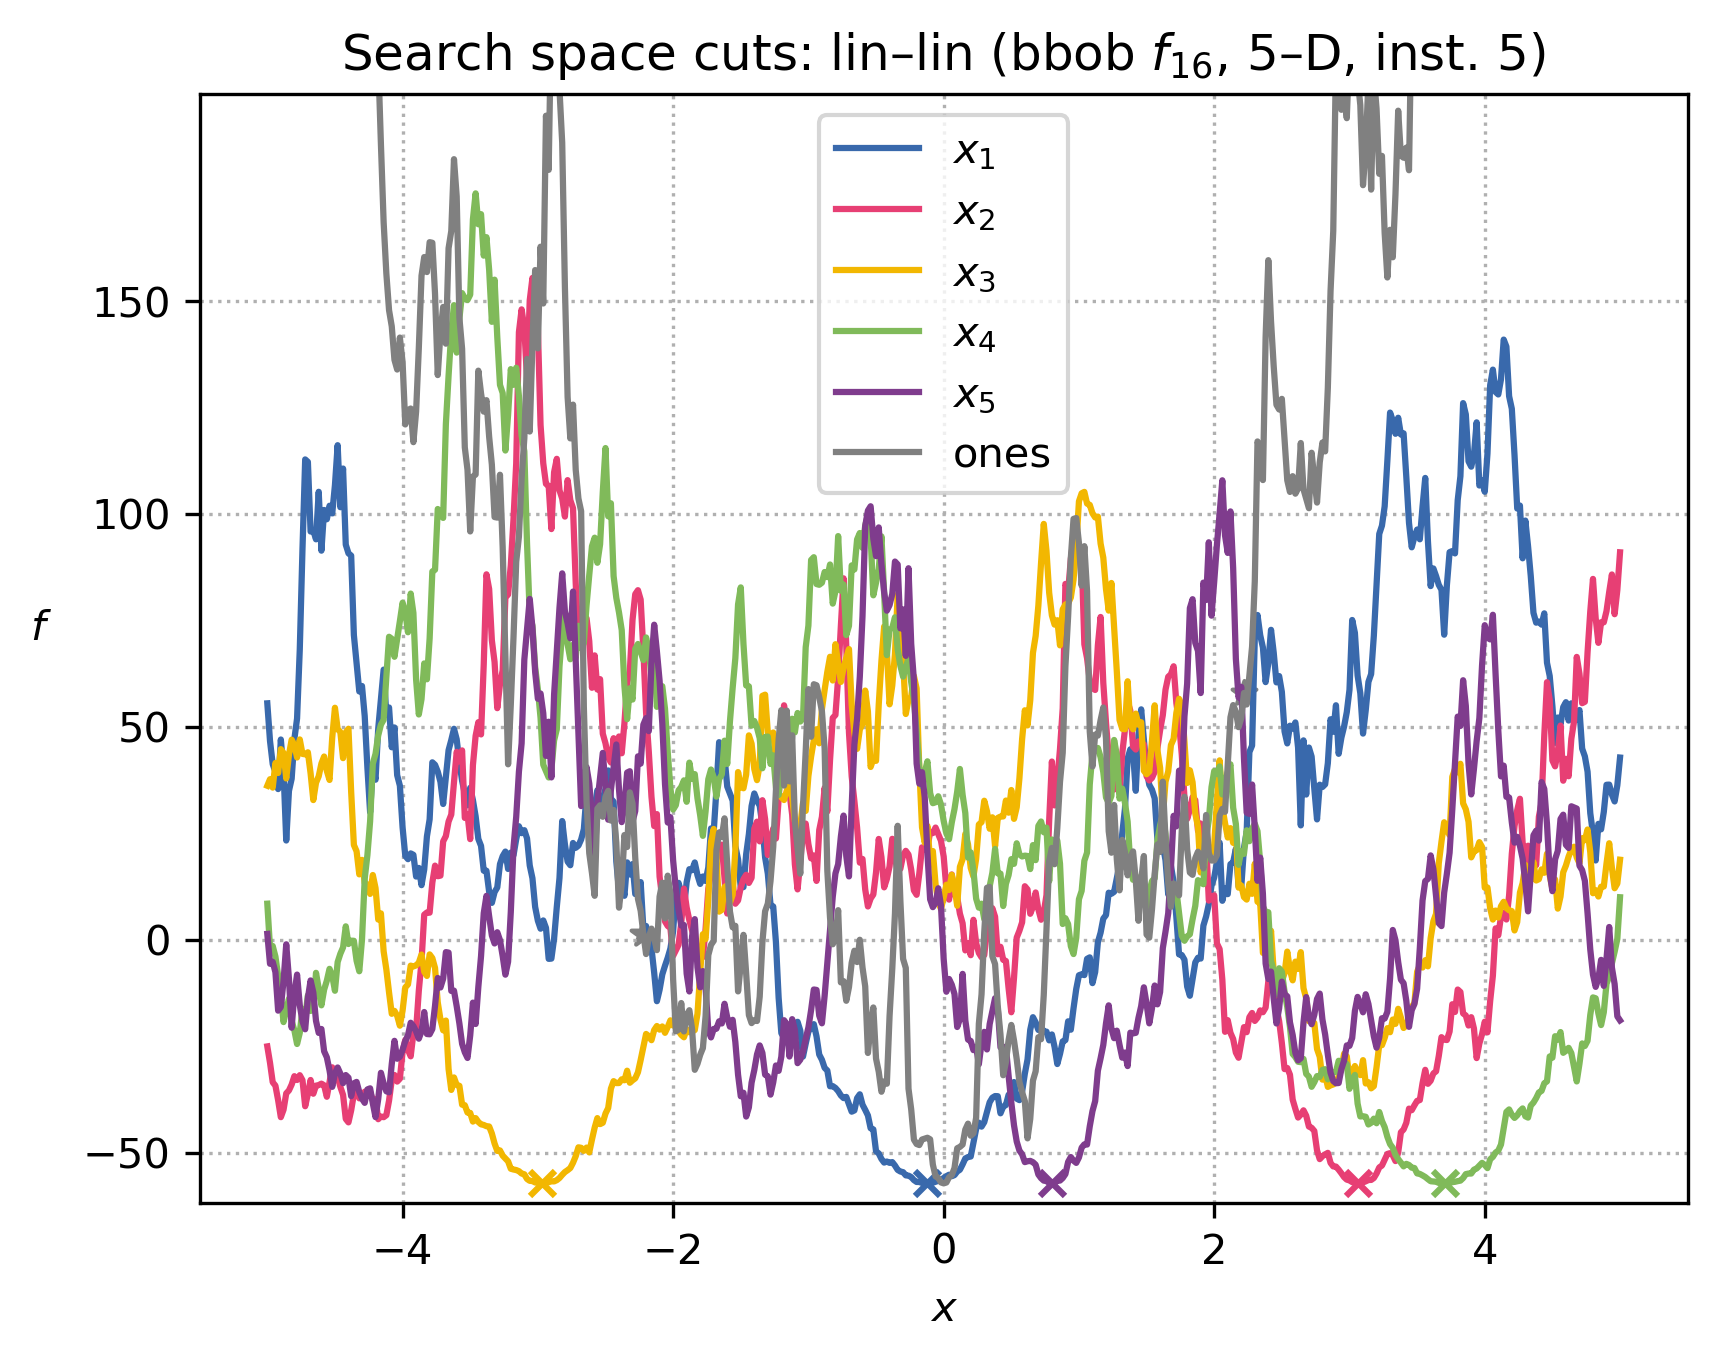 Search space cuts: lin–lin (bbob f16, 5–D, inst. 5)
x1
x2
x3
x4
x5
ones
150
100
50
0
−50
f
−4 −2 0 2 4
x